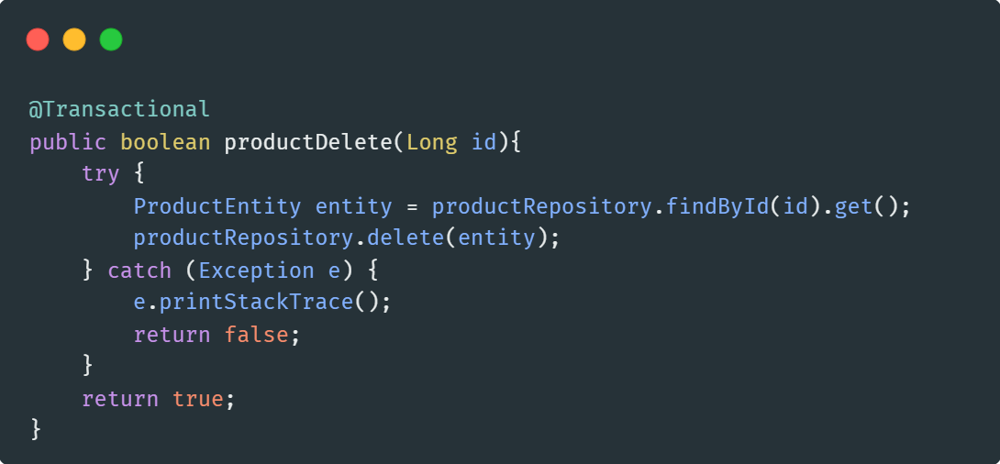 @Transactional
public boolean productDelete(Long id){
    try {
        ProductEntity entity = productRepository.findById(id).get();
        productRepository.delete(entity);
    } catch (Exception e) {
        e.printStackTrace();
        return false;
    }
    return true;
}